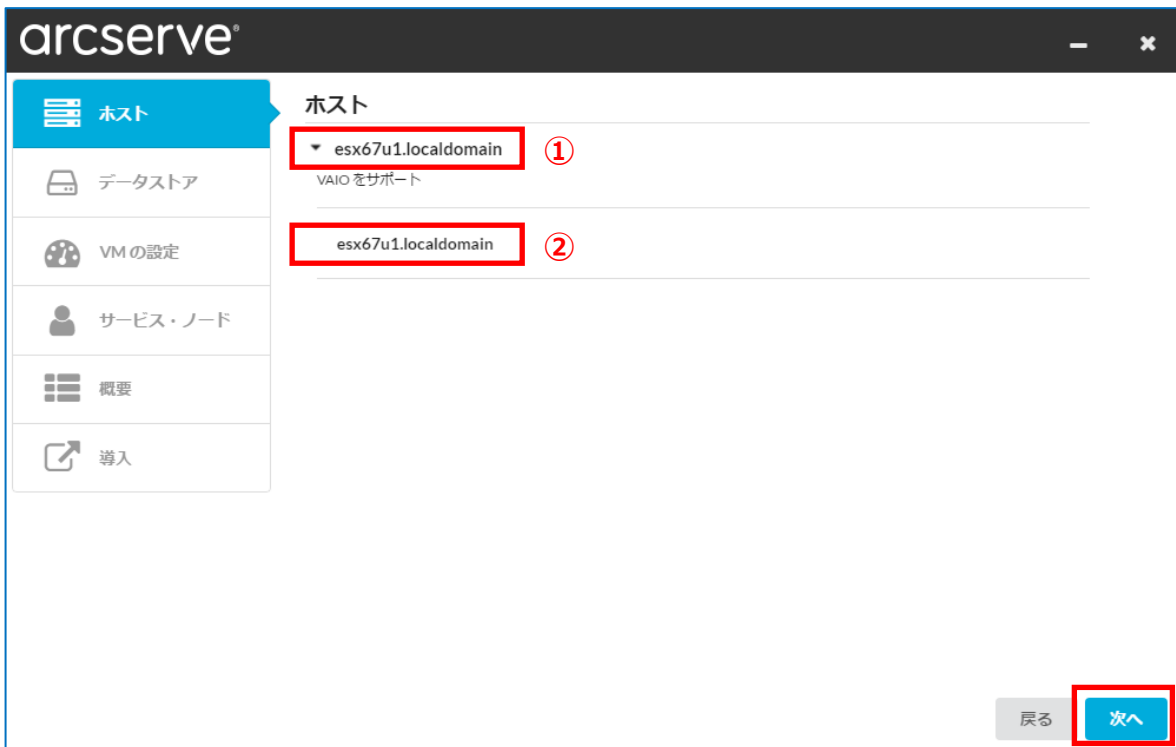 arcserve®
ホスト
データストア
VM の設定
サービス・ノード
概要
導入
ホスト
esx67u1.localdomain ①
VAIO をサポート
esx67u1.localdomain ②
戻る 次へ